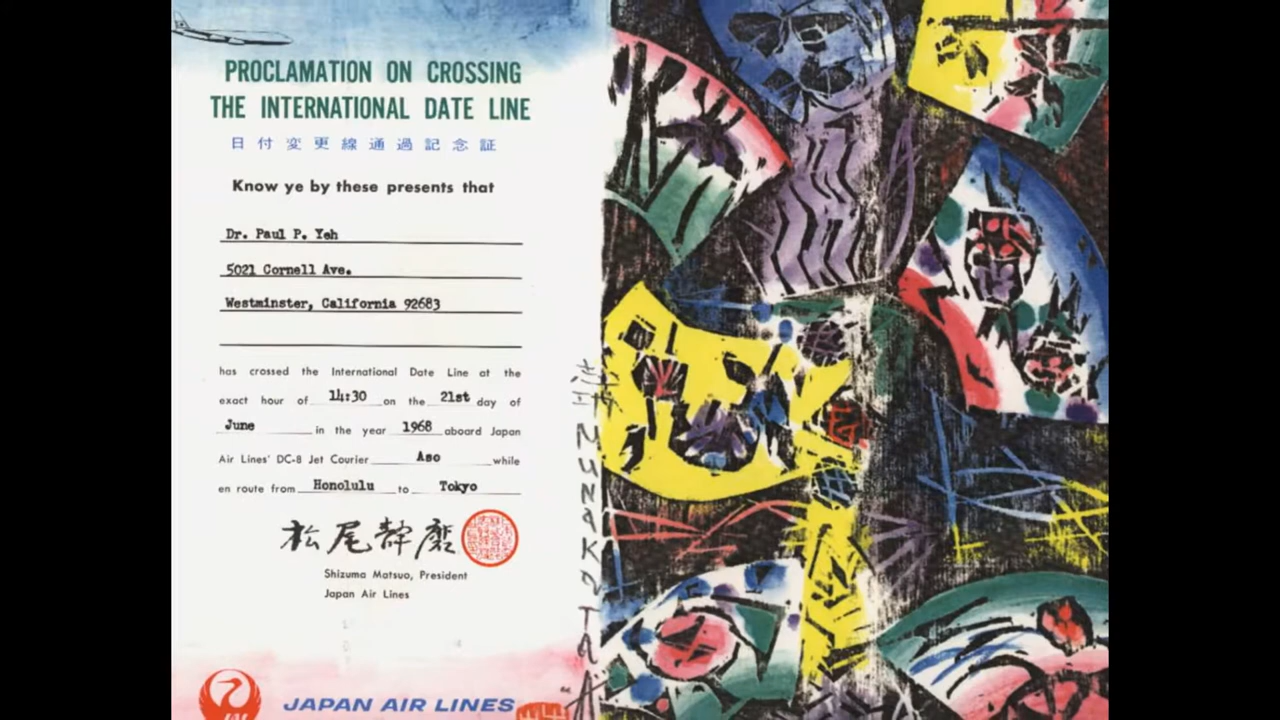 PROCLAMATION ON CROSSING
THE INTERNATIONAL DATE LINE
日付変更線通過記念証
Know ye by these presents that
Dr. Paul P. Yeh
5021 Cornell Ave.
Westminster, California 92683
has crossed the International Date Line at the
exact hour of 14:30 on the 21st day of
June in the year 1968 aboard Japan
Air Lines' DC-8 Jet Courier Aso while
en route from Honolulu to Tokyo
松尾静磨
Shizuma Matsuo, President
Japan Air Lines
JAL
JAPAN AIR LINES